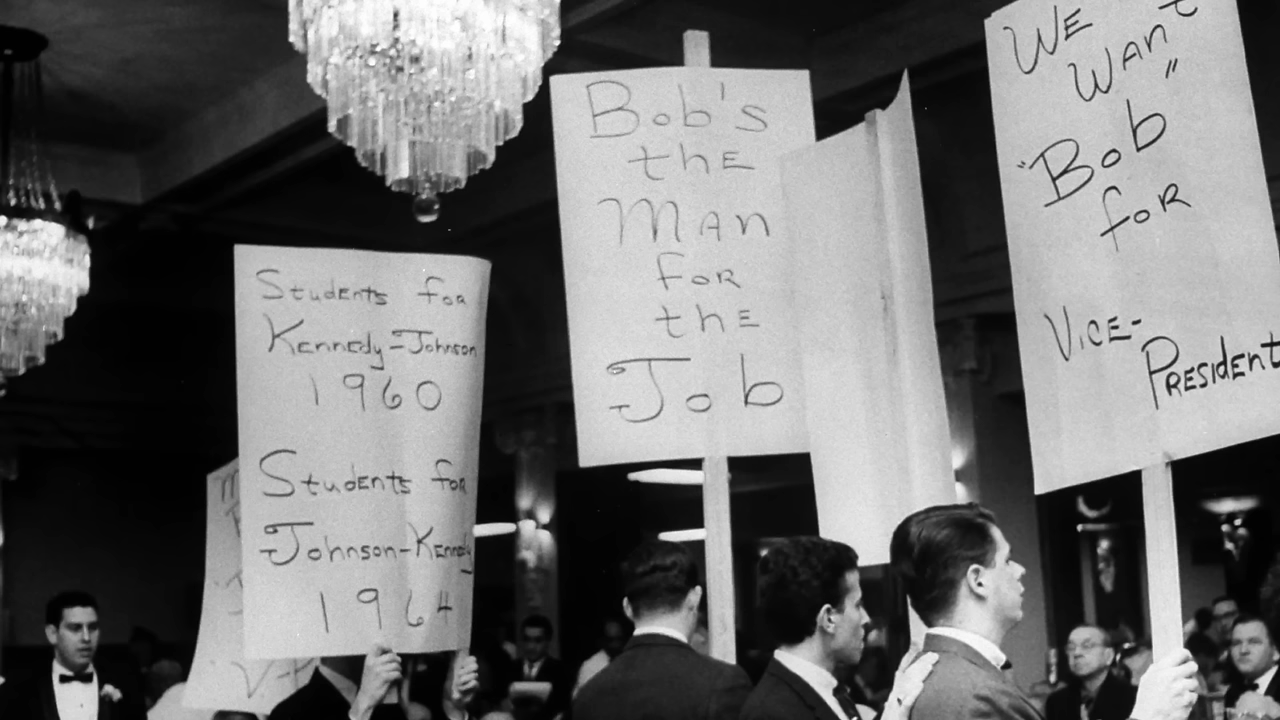 Students for
Kennedy-Johnson
1960
Students for
Johnson-Kennedy
1964
Bob's
the
Man
for
the
Job
We
Want
"Bob"
for
Vice-
President